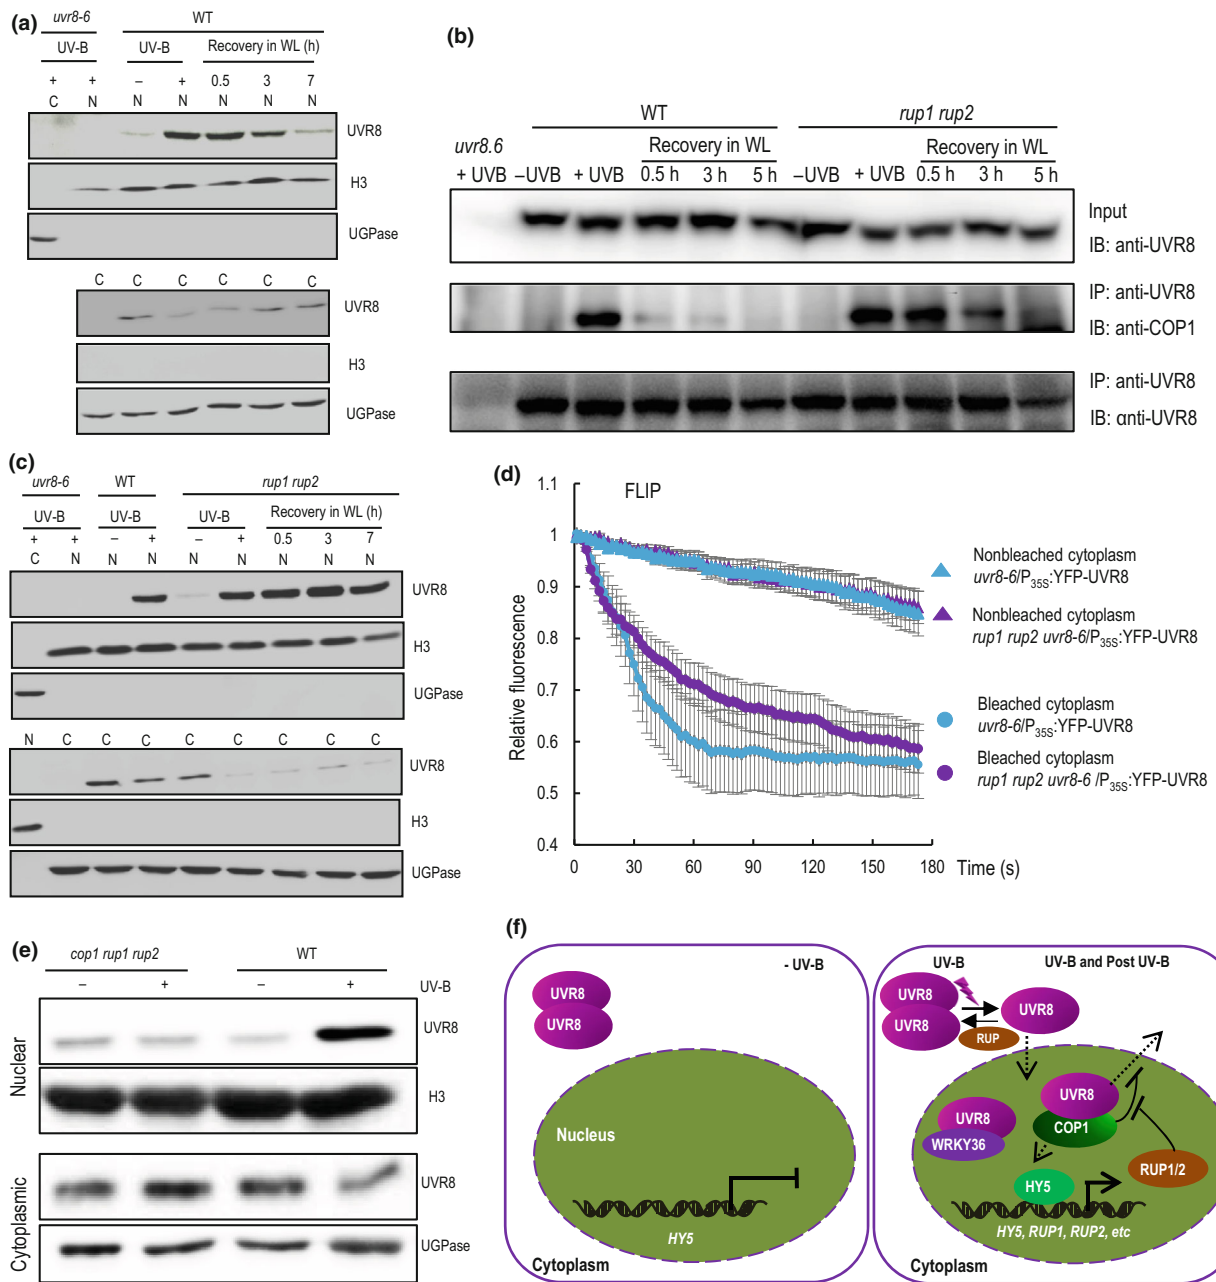 (a)
uvr8-6
WT
UV-B
UV-B
Recovery in WL (h)
+ + – + 0.5 3 7
C N N N N N N
UVR8
H3
UGPase
C C C C C C
UVR8
H3
UGPase
(b)
WT
rup1 rup2
uvr8.6
Recovery in WL
Recovery in WL
+ UVB –UVB + UVB 0.5 h 3 h 5 h –UVB + UVB 0.5 h 3 h 5 h
Input
IB: anti-UVR8
IP: anti-UVR8
IB: anti-COP1
IP: anti-UVR8
IB: anti-UVR8
(c)
uvr8-6
WT
rup1 rup2
UV-B
UV-B
UV-B
Recovery in WL (h)
+ + – + – + 0.5 3 7
C N N N N N N N N
UVR8
H3
UGPase
N C C C C C C C C
UVR8
H3
UGPase
(d)
FLIP
Relative fluorescence
1.1
1
0.9
0.8
0.7
0.6
0.5
0.4
0 30 60 90 120 150 180
Time (s)
Nonbleached cytoplasm
uvr8-6/P35S:YFP-UVR8
Nonbleached cytoplasm
rup1 rup2 uvr8-6/P35S:YFP-UVR8
Bleached cytoplasm
uvr8-6/P35S:YFP-UVR8
Bleached cytoplasm
rup1 rup2 uvr8-6 /P35S:YFP-UVR8
(e)
cop1 rup1 rup2
WT
– + – +
UV-B
Nuclear
UVR8
H3
Cytoplasmic
UVR8
UGPase
(f)
- UV-B
UVR8
UVR8
Nucleus
HY5
Cytoplasm
UV-B
UV-B and Post UV-B
UVR8
UVR8
UVR8
RUP
UVR8
COP1
UVR8
WRKY36
RUP1/2
HY5
HY5, RUP1, RUP2, etc
Cytoplasm